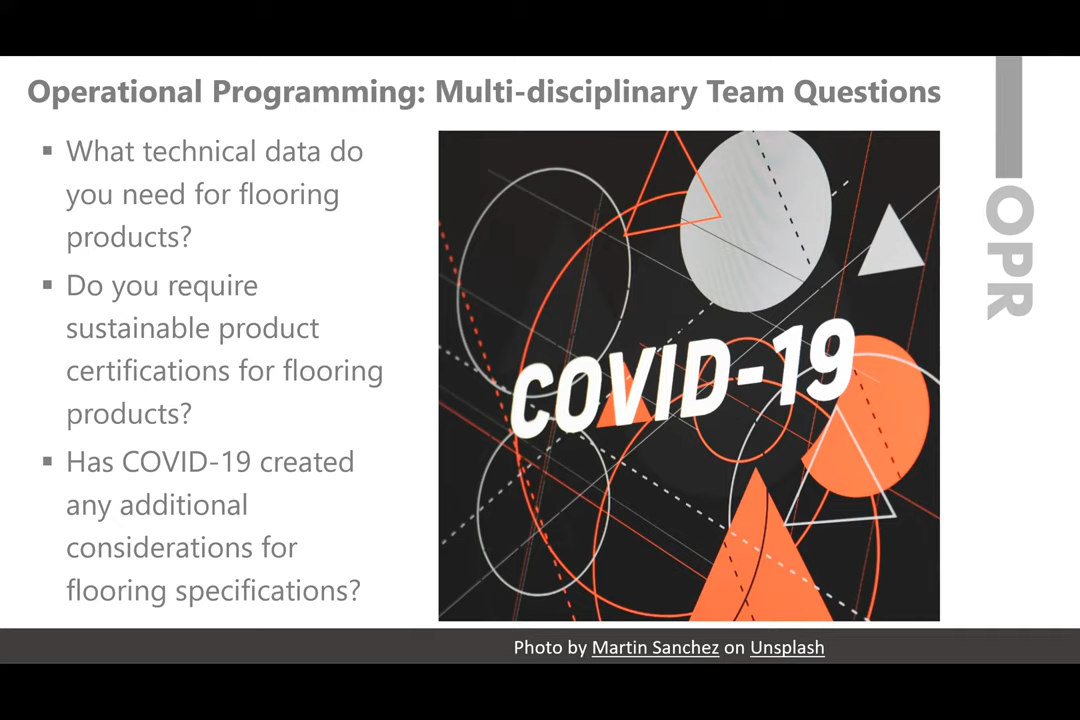 Operational Programming: Multi-disciplinary Team Questions
▪ What technical data do
you need for flooring
products?
▪ Do you require
sustainable product
certifications for flooring
products?
▪ Has COVID-19 created
any additional
considerations for
flooring specifications?
COVID-19
OPR
Photo by Martin Sanchez on Unsplash